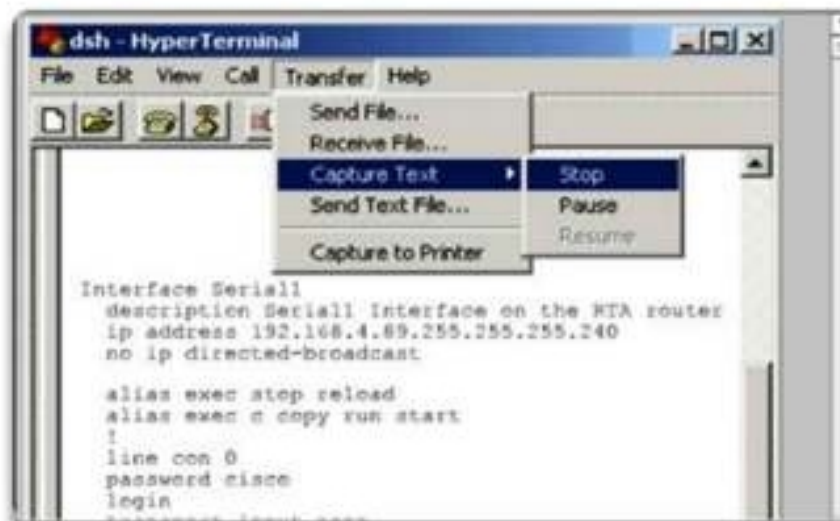 dsh - HyperTerminal
File Edit View Call Transfer Help
Send File...
Receive File...
Capture Text
Stop
Send Text File...
Pause
Resume
Capture to Printer
Interface Serial1
description Serial1 Interface on the RTA router
ip address 192.168.4.89.255.255.255.240
no ip directed-broadcast
alias exec stop reload
alias exec c copy run start
!
line con 0
password cisco
login